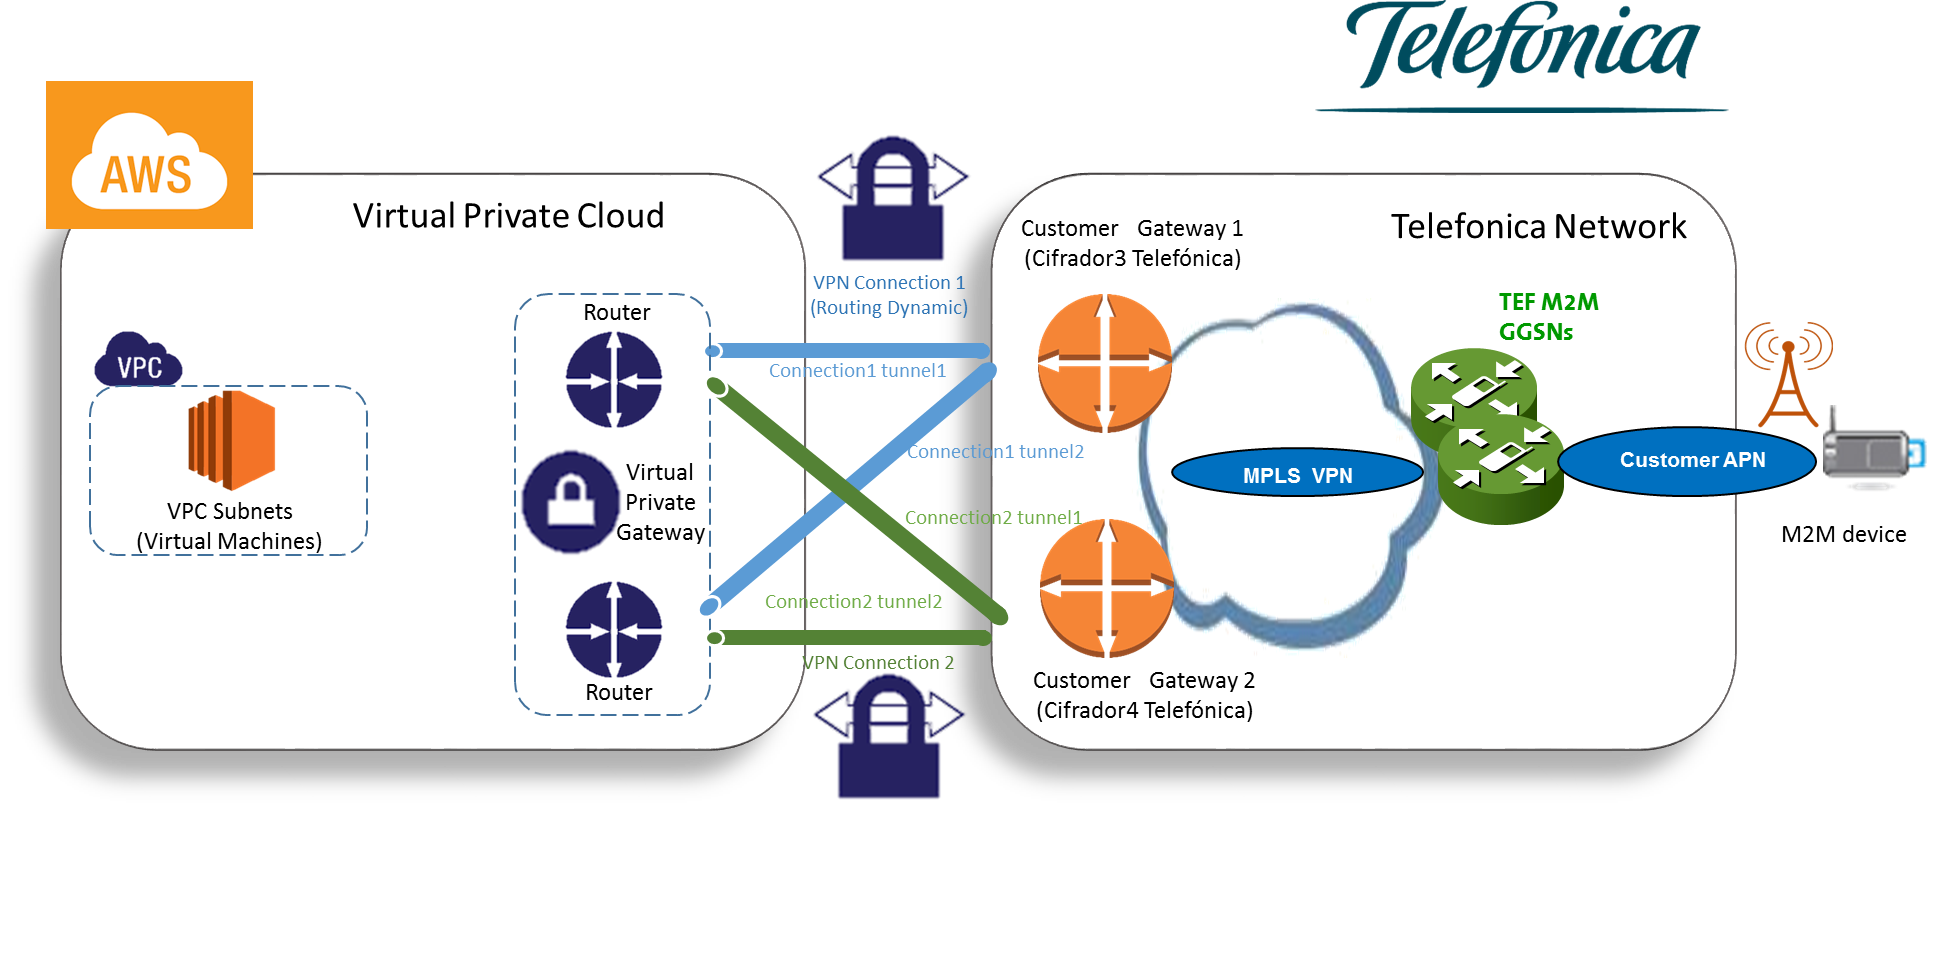 Telefónica
AWS
Virtual Private Cloud
VPN Connection 1
(Routing Dynamic)
Customer Gateway 1
(Cifrador3 Telefónica)
Telefonica Network
TEF M2M
GGSNs
Router
VPC
VPC Subnets
(Virtual Machines)
Virtual
Private
Gateway
Router
Connection1 tunnel1
Connection1 tunnel2
Connection2 tunnel1
Connection2 tunnel2
VPN Connection 2
MPLS VPN
Customer APN
M2M device
Customer Gateway 2
(Cifrador4 Telefónica)